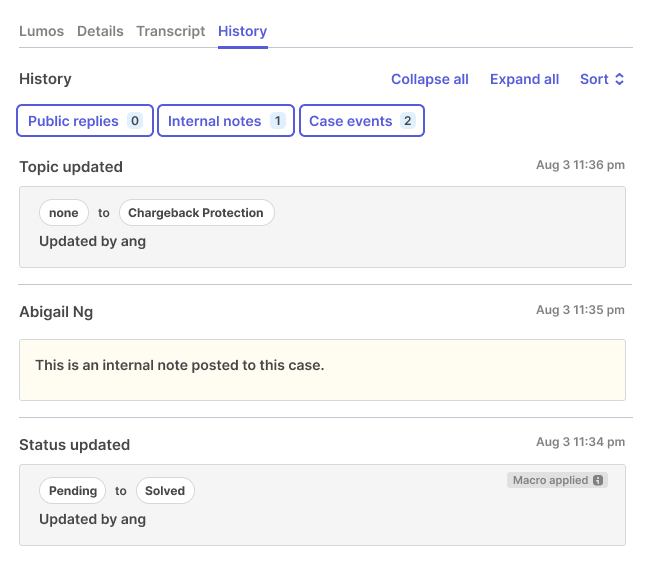 Lumos Details Transcript History
History Collapse all Expand all Sort
Public replies 0 Internal notes 1 Case events 2
Topic updated Aug 3 11:36 pm
none to Chargeback Protection
Updated by ang
Abigail Ng Aug 3 11:35 pm
This is an internal note posted to this case.
Status updated Aug 3 11:34 pm
Pending to Solved Macro applied
Updated by ang